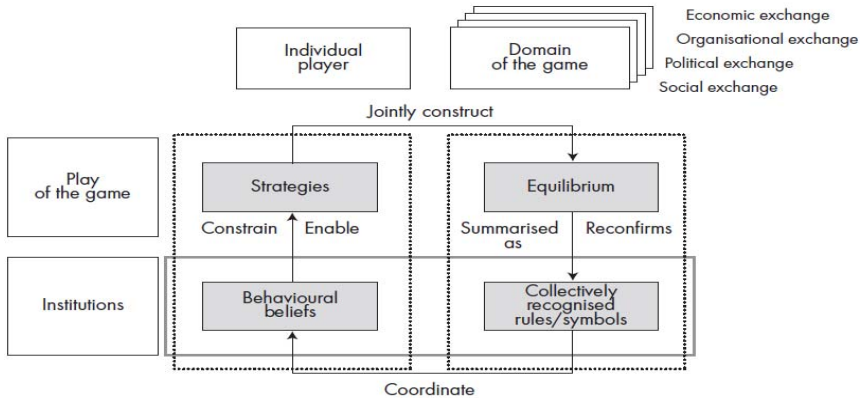 Economic exchange
Organisational exchange
Political exchange
Social exchange
Individual
player
Domain
of the game
Jointly construct
Play
of the game
Strategies
Equilibrium
Constrain Enable
Summarised
as
Reconfirms
Institutions
Behavioural
beliefs
Collectively
recognised
rules/symbols
Coordinate